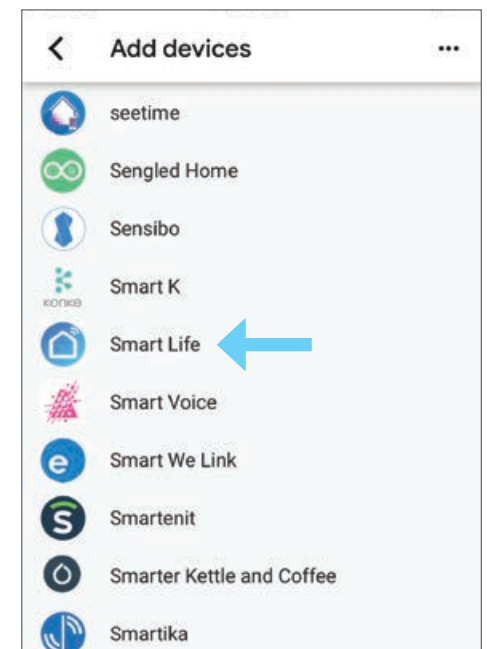 Add devices
seetime
Sengled Home
Sensibo
Smart K
KONKE
Smart Life
Smart Voice
e
Smart We Link
S
Smartenit
Smarter Kettle and Coffee
Smartika